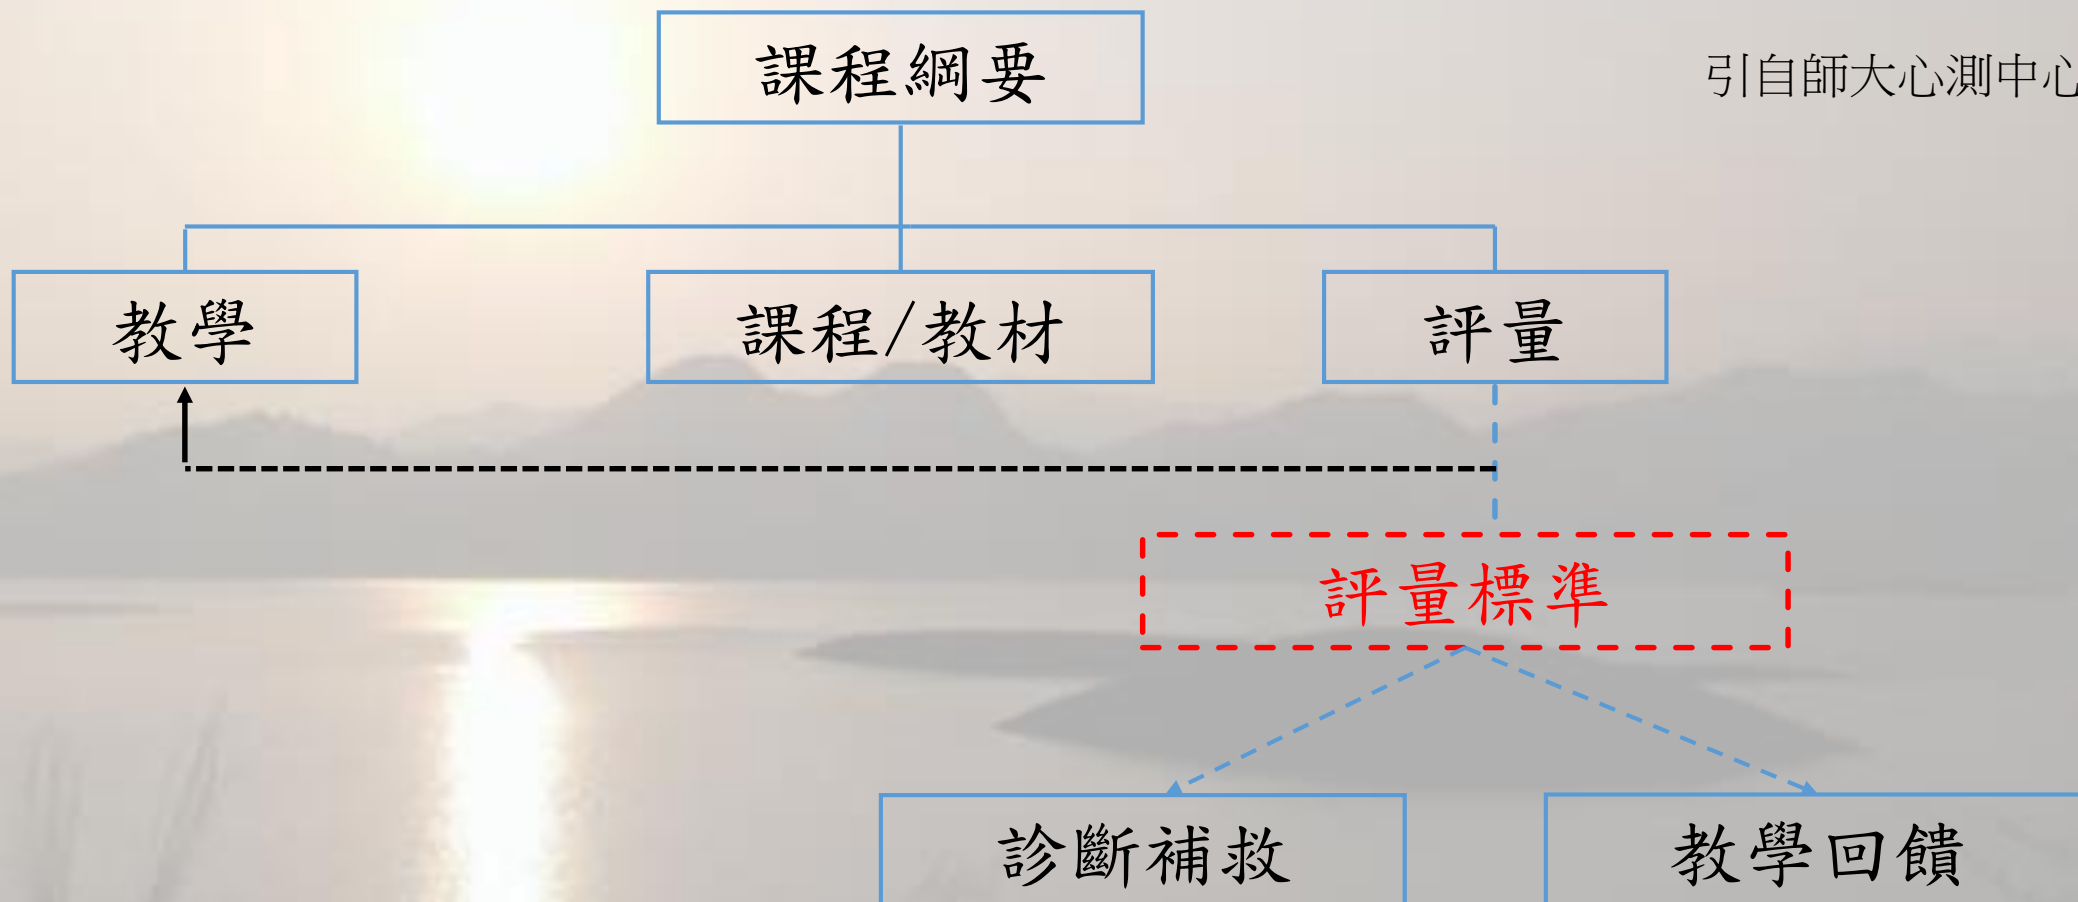 課程綱要
引自師大心測中心
教學
課程/教材
評量
評量標準
診斷補救
教學回饋